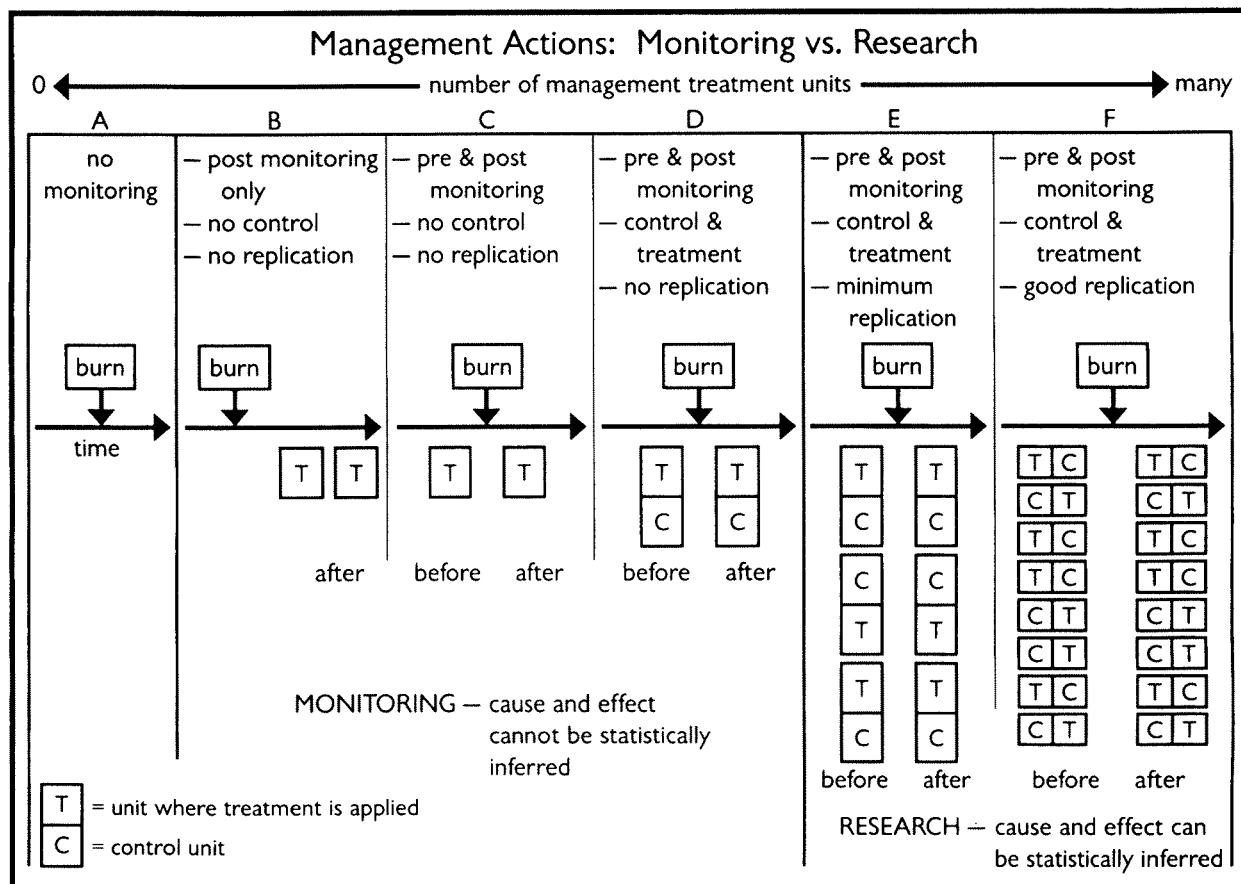 Management Actions: Monitoring vs. Research
0 number of management treatment units many
A
no
monitoring
burn
time
B
– post monitoring
only
– no control
– no replication
burn
T T
after
C
– pre & post
monitoring
– no control
– no replication
burn
T T
before after
D
– pre & post
monitoring
– control &
treatment
– no replication
burn
T T
C C
before after
E
– pre & post
monitoring
– control &
treatment
– minimum
replication
burn
T T
C C
C C
T T
T T
C C
before after
F
– pre & post
monitoring
– control &
treatment
– good replication
burn
T C T C
C T C T
T C T C
T C T C
C T C T
C T C T
T C T C
C T C T
before after
MONITORING – cause and effect
cannot be statistically
inferred
T = unit where treatment is applied
C = control unit
RESEARCH – cause and effect can
be statistically inferred